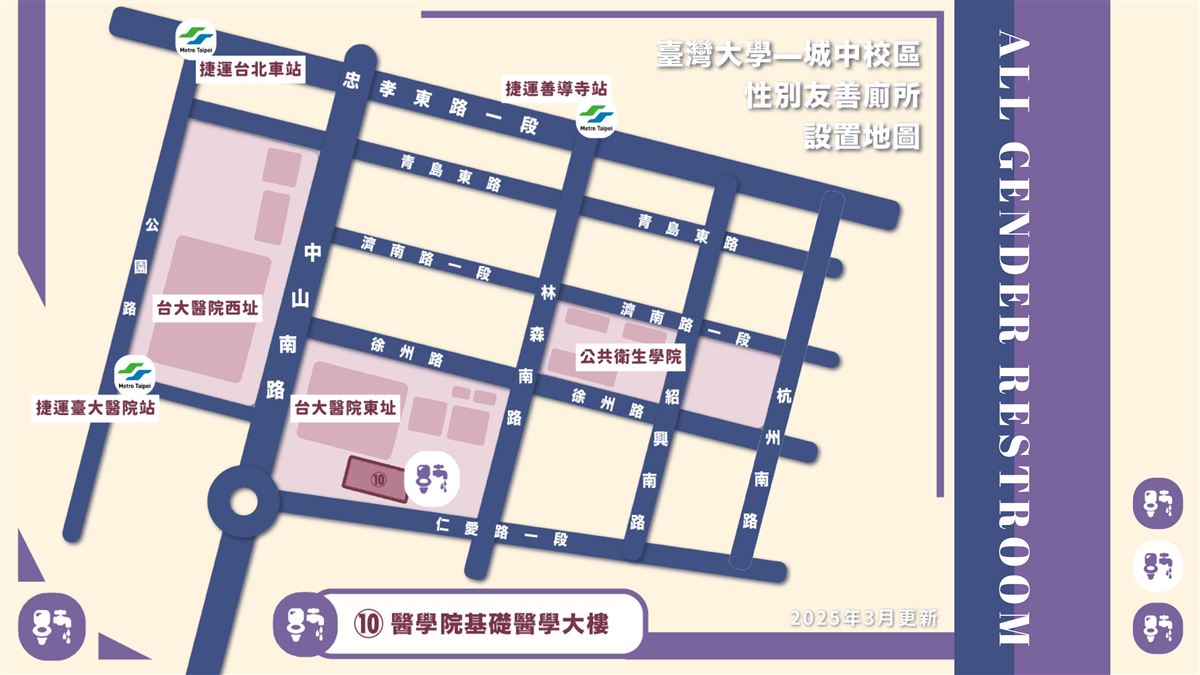 臺灣大學—城中校區
性別友善廁所
設置地圖
ALL GENDER RESTROOM
Metro Taipei
捷運台北車站
忠孝東路一段
捷運善導寺站
Metro Taipei
青島東路
青島東路
公園路
中山南路
濟南路一段
濟南路一段
林森南路
台大醫院西址
徐州路
徐州路
公共衛生學院
紹興南路
杭州南路
Metro Taipei
捷運臺大醫院站
台大醫院東址
⑩
仁愛路一段
⑩ 醫學院基礎醫學大樓
2025年3月更新